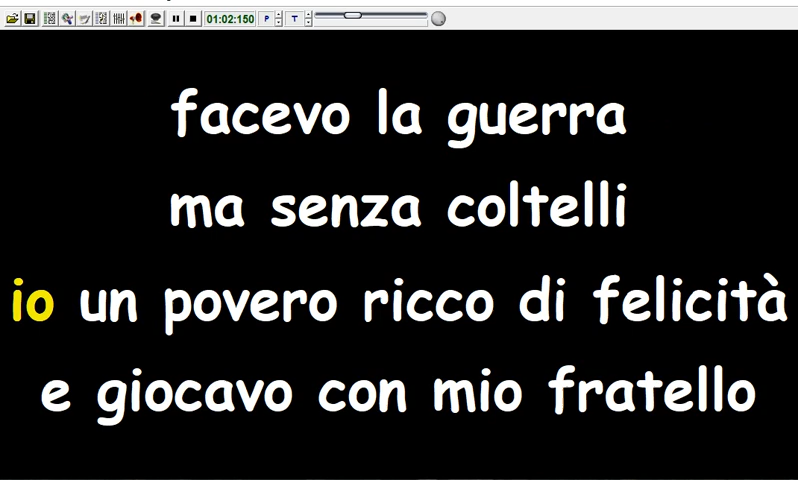 01:02:150 P T
facevo la guerra
ma senza coltelli
io un povero ricco di felicità
e giocavo con mio fratello